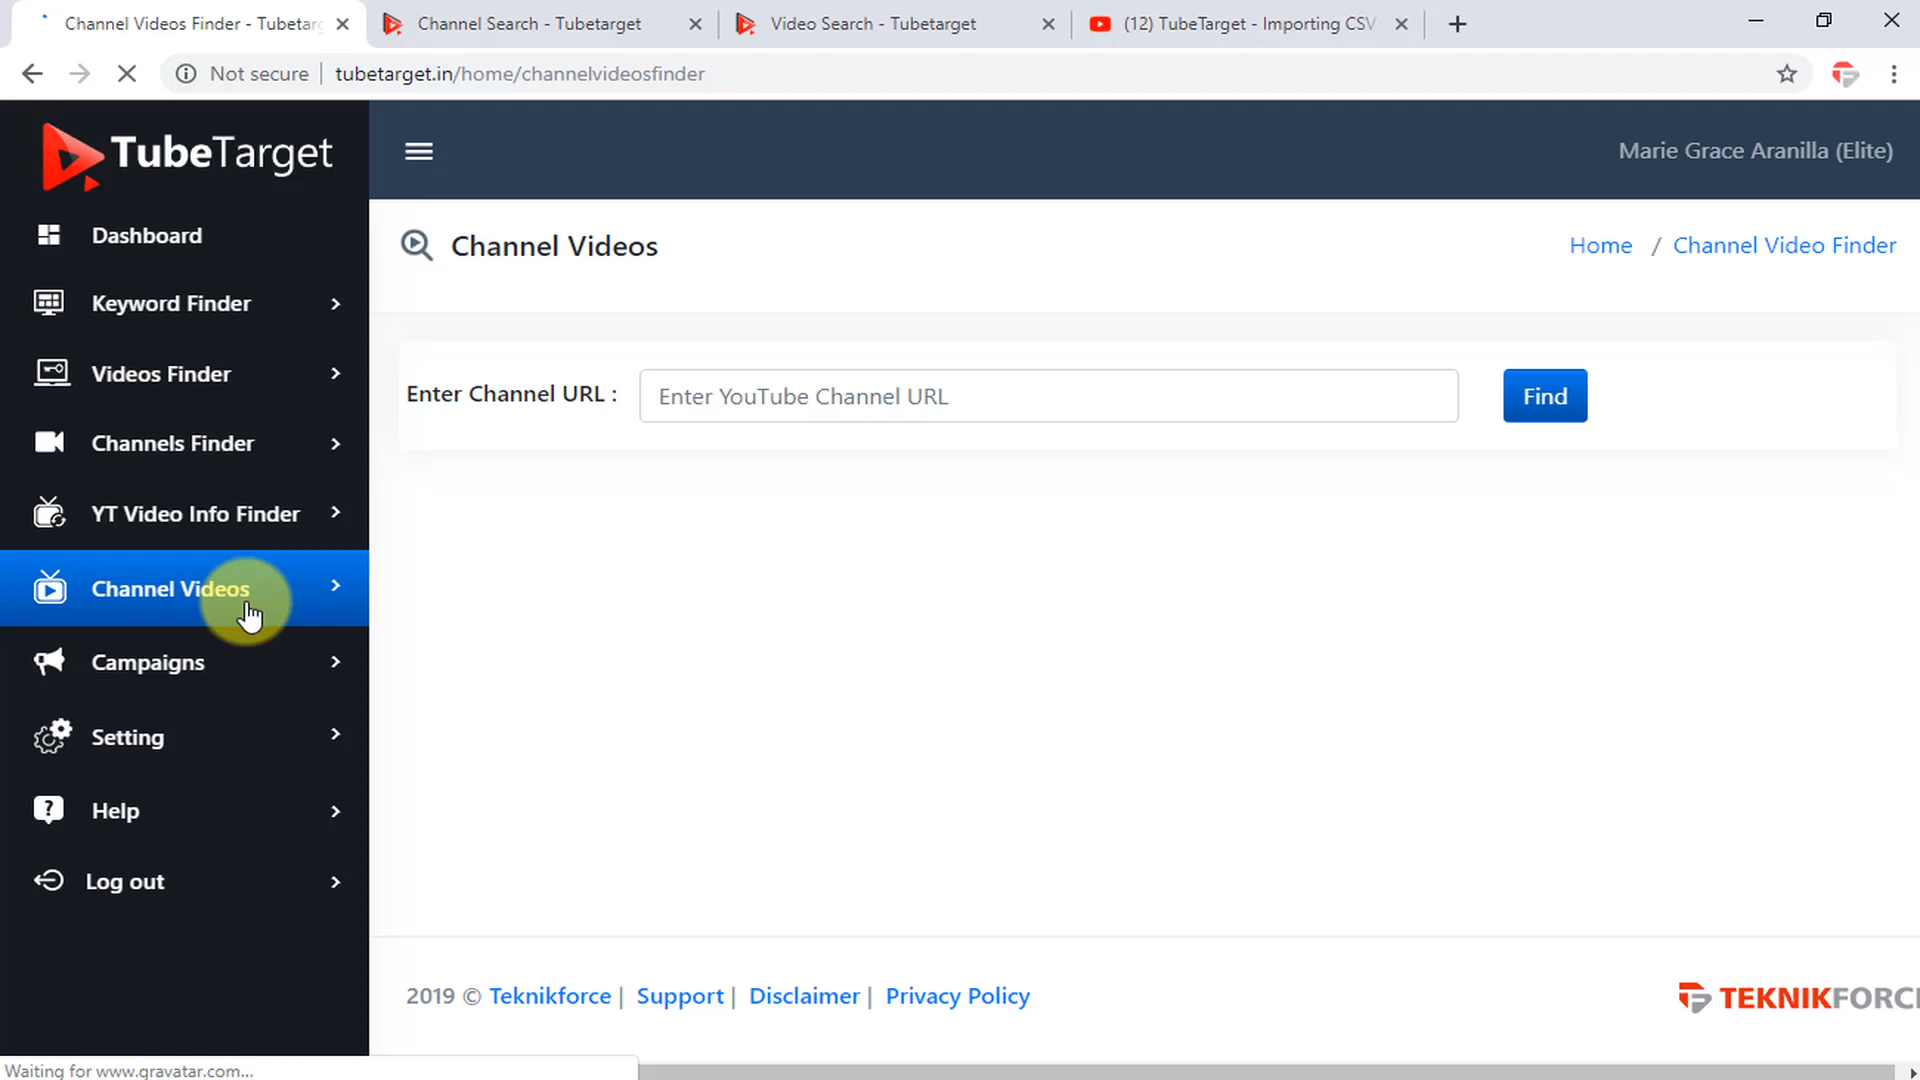 Channel Videos Finder - Tubetarg
Channel Search - Tubetarget
Video Search - Tubetarget
(12) TubeTarget - Importing CSV
Not secure
tubetarget.in/home/channelvideosfinder
TubeTarget
Marie Grace Aranilla (Elite)
Dashboard
Keyword Finder
Videos Finder
Channels Finder
YT Video Info Finder
Channel Videos
Campaigns
Setting
Help
Log out
Channel Videos
Home / Channel Video Finder
Enter Channel URL :
Enter YouTube Channel URL
Find
2019 © Teknikforce | Support | Disclaimer | Privacy Policy
TEKNIKFORCE
Waiting for www.gravatar.com...